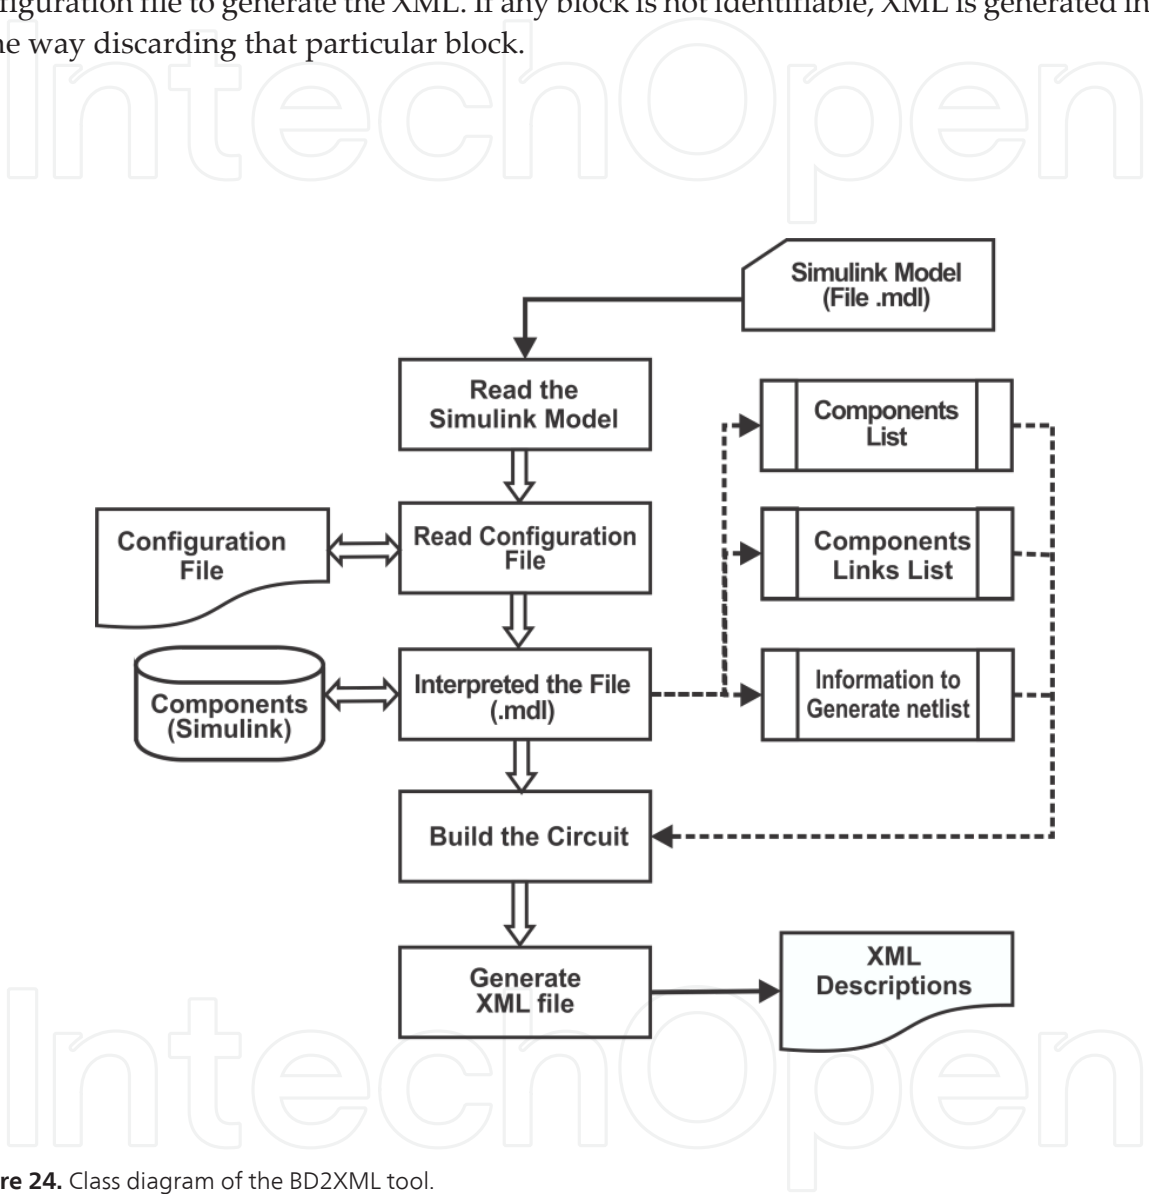 figuration file to generate the XML. If any block is not identifiable, XML is generated in
way discarding that particular block.
IntechOpen
Simulink Model
(File .mdl)
Read the
Simulink Model
Components
List
Configuration
File
Read Configuration
File
Components
Links List
Components
(Simulink)
Interpreted the File
(.mdl)
Information to
Generate netlist
Build the Circuit
Generate
XML file
XML
Descriptions
IntechOpen
re 24. Class diagram of the BD2XML tool.